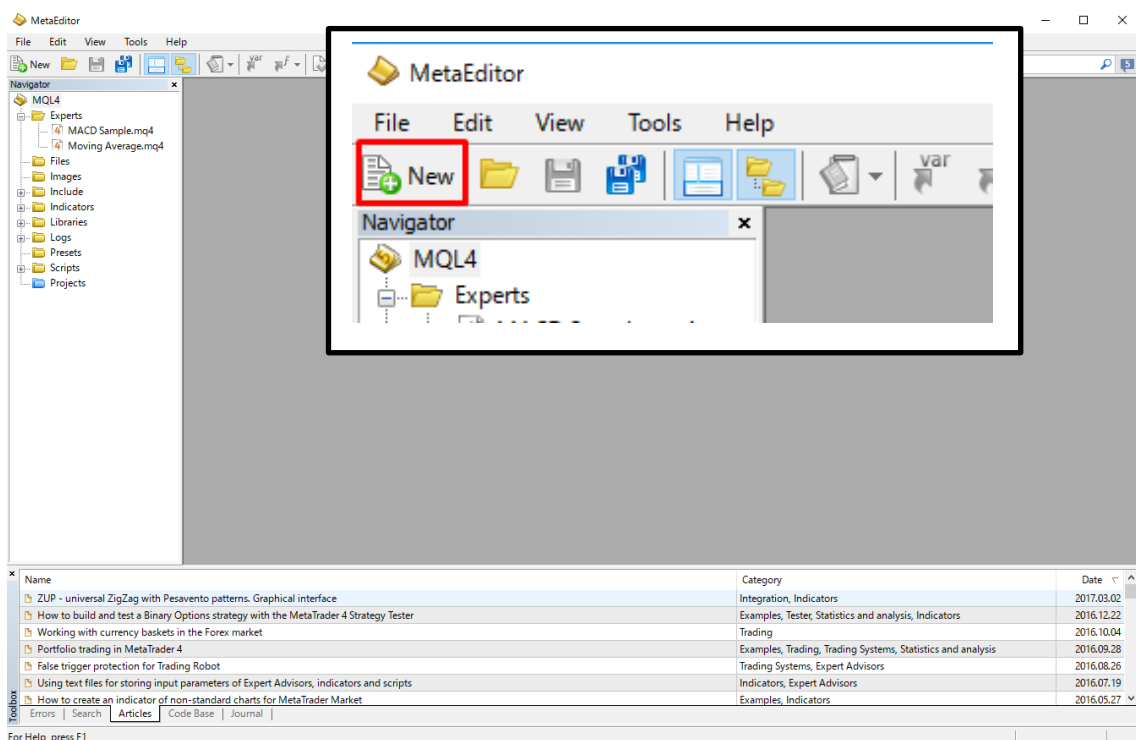 MetaEditor
File Edit View Tools Help
New var f
5
Navigator
MQL4
Experts
MACD Sample.mq4
Moving Average.mq4
Files
Images
Include
Indicators
Libraries
Logs
Presets
Scripts
Projects
MetaEditor
File Edit View Tools Help
New var
Navigator
MQL4
Experts
Name Category Date
ZUP - universal ZigZag with Pesavento patterns. Graphical interface Integration, Indicators 2017.03.02
How to build and test a Binary Options strategy with the MetaTrader 4 Strategy Tester Examples, Tester, Statistics and analysis, Indicators 2016.12.22
Working with currency baskets in the Forex market Trading 2016.10.04
Portfolio trading in MetaTrader 4 Examples, Trading, Trading Systems, Statistics and analysis 2016.09.28
False trigger protection for Trading Robot Trading Systems, Expert Advisors 2016.08.26
Using text files for storing input parameters of Expert Advisors, indicators and scripts Indicators, Expert Advisors 2016.07.19
How to create an indicator of non-standard charts for MetaTrader Market Examples, Indicators 2016.05.27
Toolbox
Errors | Search | Articles | Code Base | Journal |
For Help, press F1